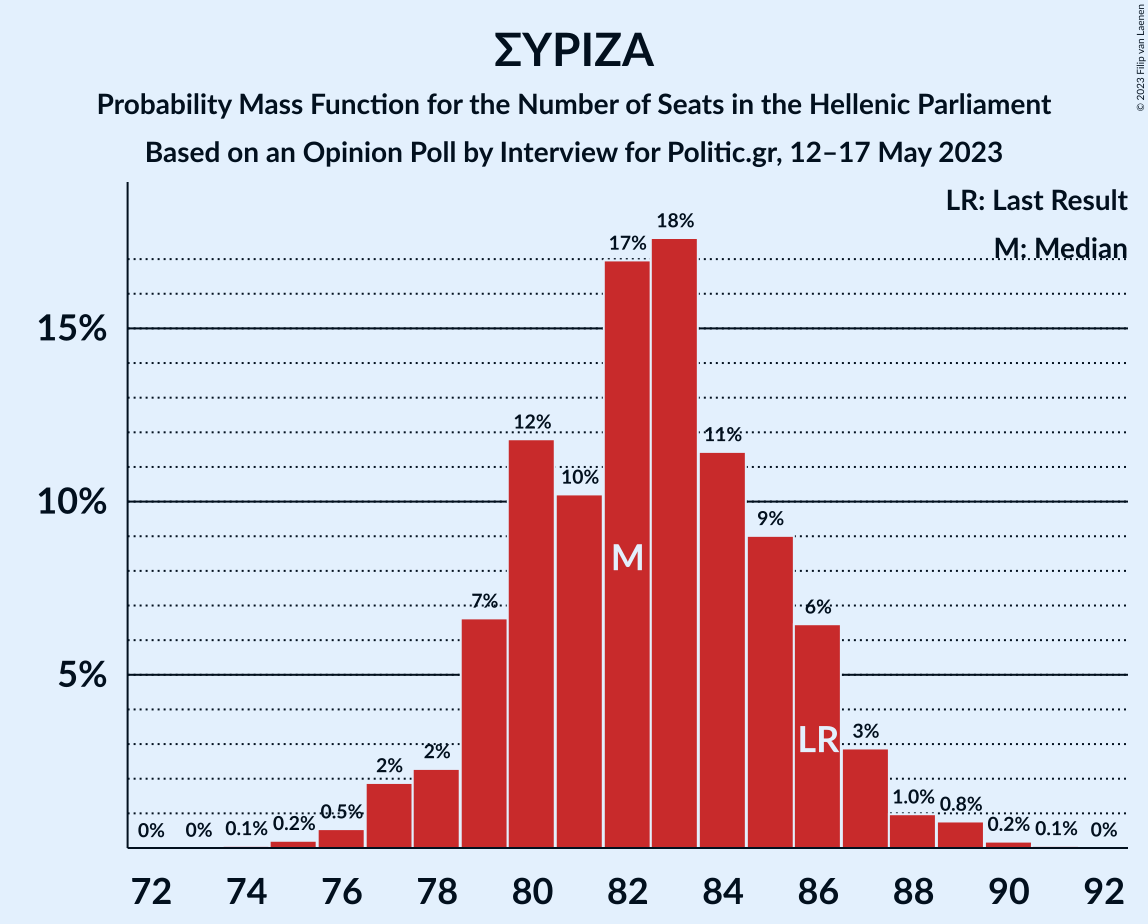 ΣΥΡΙΖΑ
Probability Mass Function for the Number of Seats in the Hellenic Parliament
Based on an Opinion Poll by Interview for Politic.gr, 12–17 May 2023
© 2023 Filip van Laenen
LR: Last Result
M: Median
18%
17%
15%
12%
11%
10%
10%
9%
M
7%
6%
5%
LR
3%
2%
2%
1.0%
0.8%
0.5%
0.2%
0.2%
0% 0% 0.1% 0.1% 0%
72 74 76 78 80 82 84 86 88 90 92